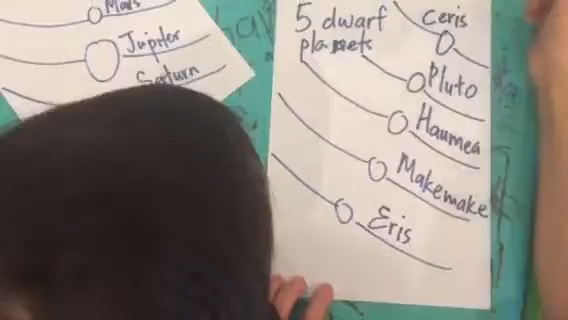 Mars
Jupiter
Saturn
5 dwarf
planets
Ceris
Pluto
Haumea
Makemake
Eris